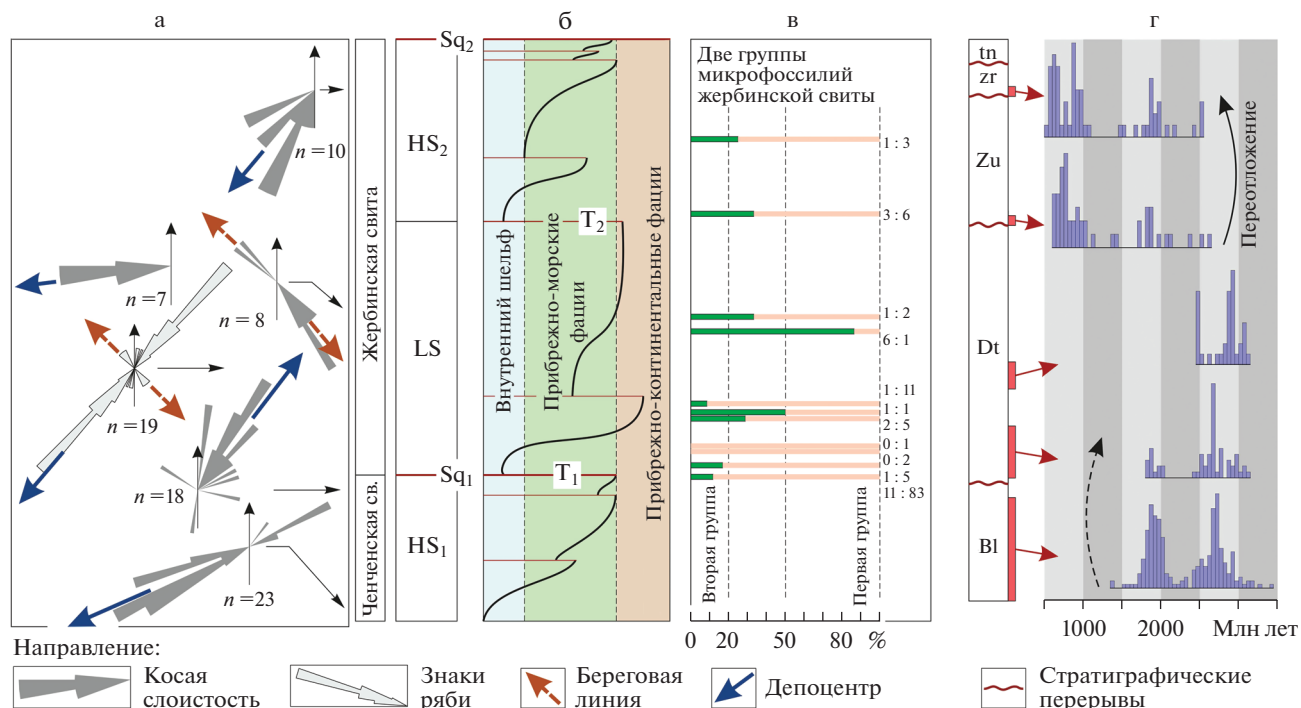 а
б
в
г
n = 10
n = 7
n = 8
n = 19
n = 18
n = 23
Жербинская свита
Ченченская св.
Sq2
HS2
LS
Sq1
HS1
T2
T1
Внутренний шельф
Прибрежно-морские
фации
Прибрежно-континентальные фации
Две группы
микрофоссилий
жербинской свиты
1 : 3
3 : 6
1 : 2
6 : 1
1 : 11
1 : 1
2 : 5
0 : 1
0 : 2
1 : 5
11 : 83
Вторая группа
Первая группа
0 20 50 80 %
tn
zr
Zu
Dt
Bl
Переотложение
1000 2000 Млн лет
Направление:
Косая
слоистость
Знаки
ряби
Береговая
линия
Депоцентр
Стратиграфические
перерывы